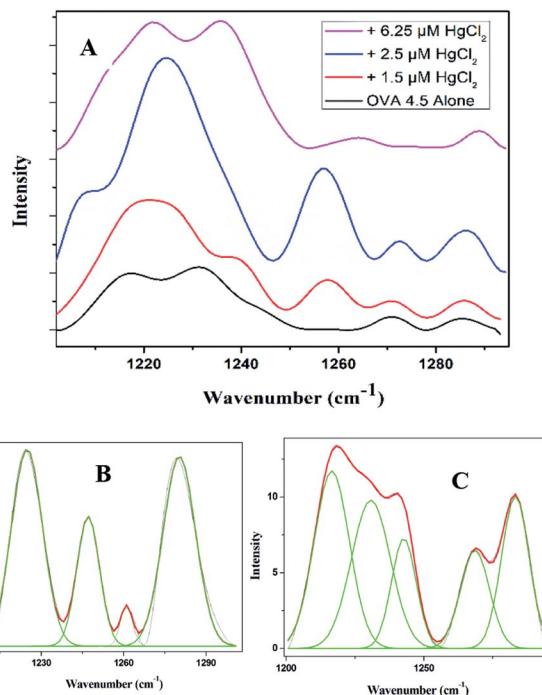 A
+ 6.25 µM HgCl2
+ 2.5 µM HgCl2
+ 1.5 µM HgCl2
OVA 4.5 Alone
Intensity
1220
1240
1260
1280
Wavenumber (cm-1)
B
1230
1260
1290
Wavenumber (cm-1)
C
10
5
0
Intensity
1200
1250
Wavenumber (cm-1)